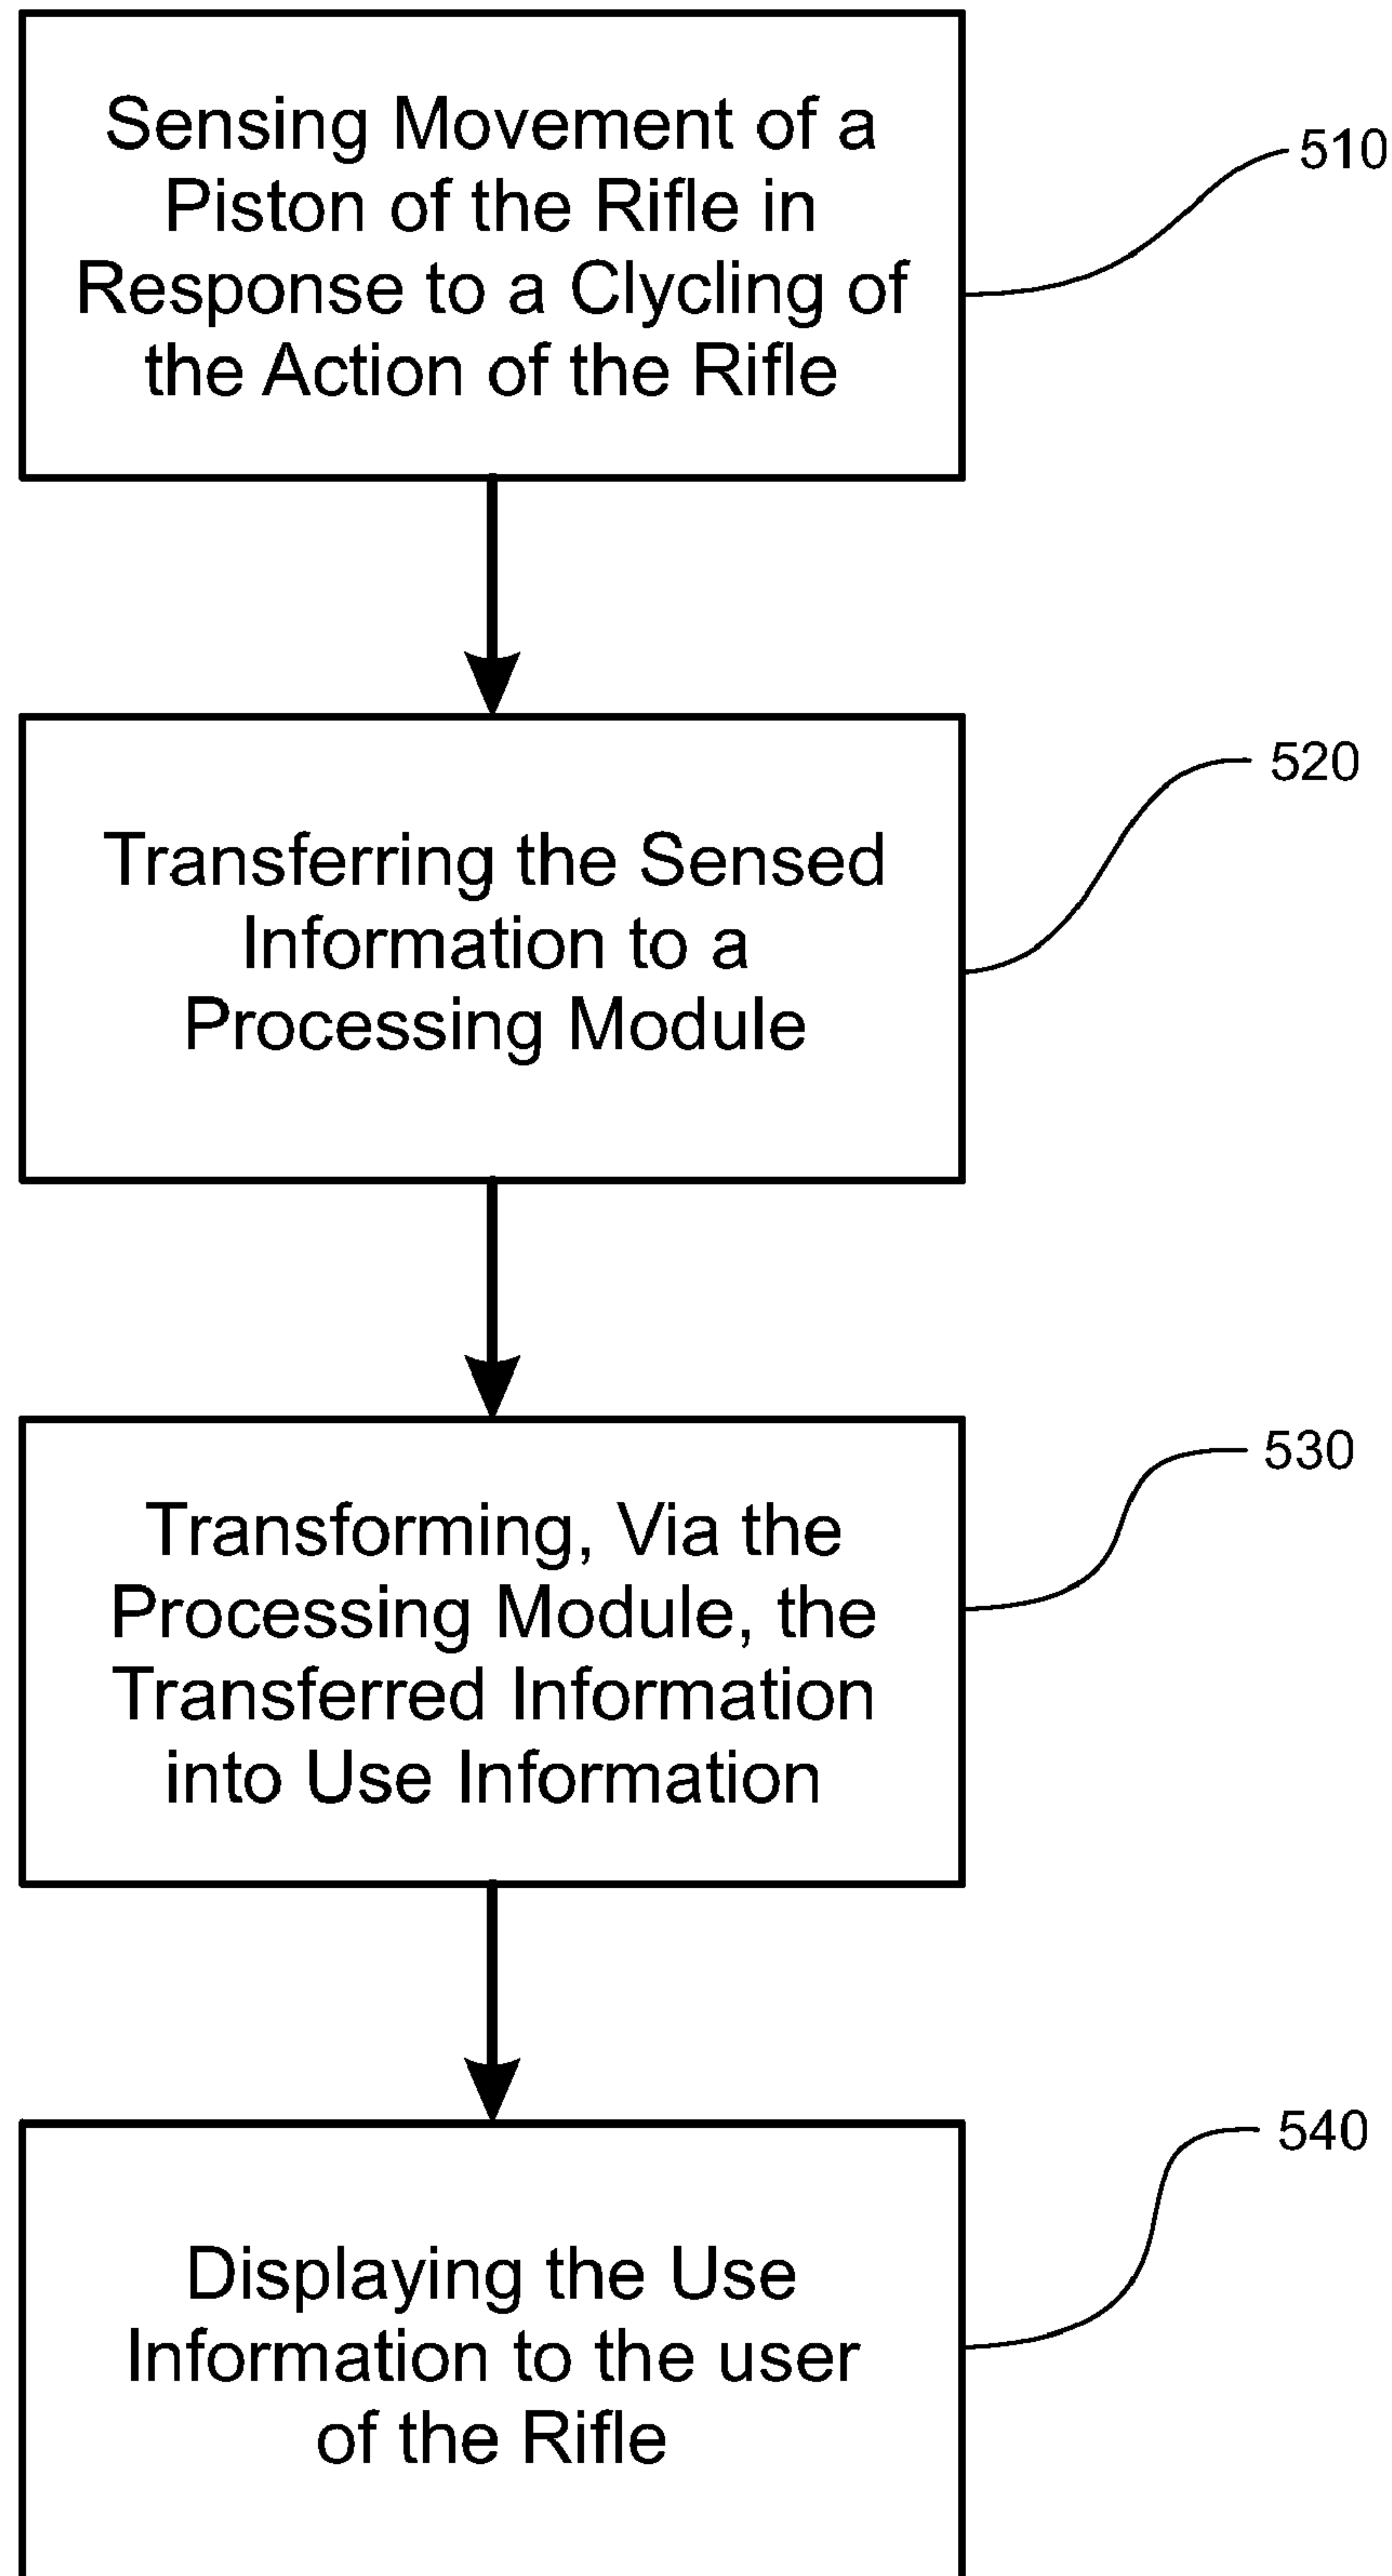 Sensing Movement of a
Piston of the Rifle in
Response to a Clycling of
the Action of the Rifle
510
Transferring the Sensed
Information to a
Processing Module
520
Transforming, Via the
Processing Module, the
Transferred Information
into Use Information
530
Displaying the Use
Information to the user
of the Rifle
540